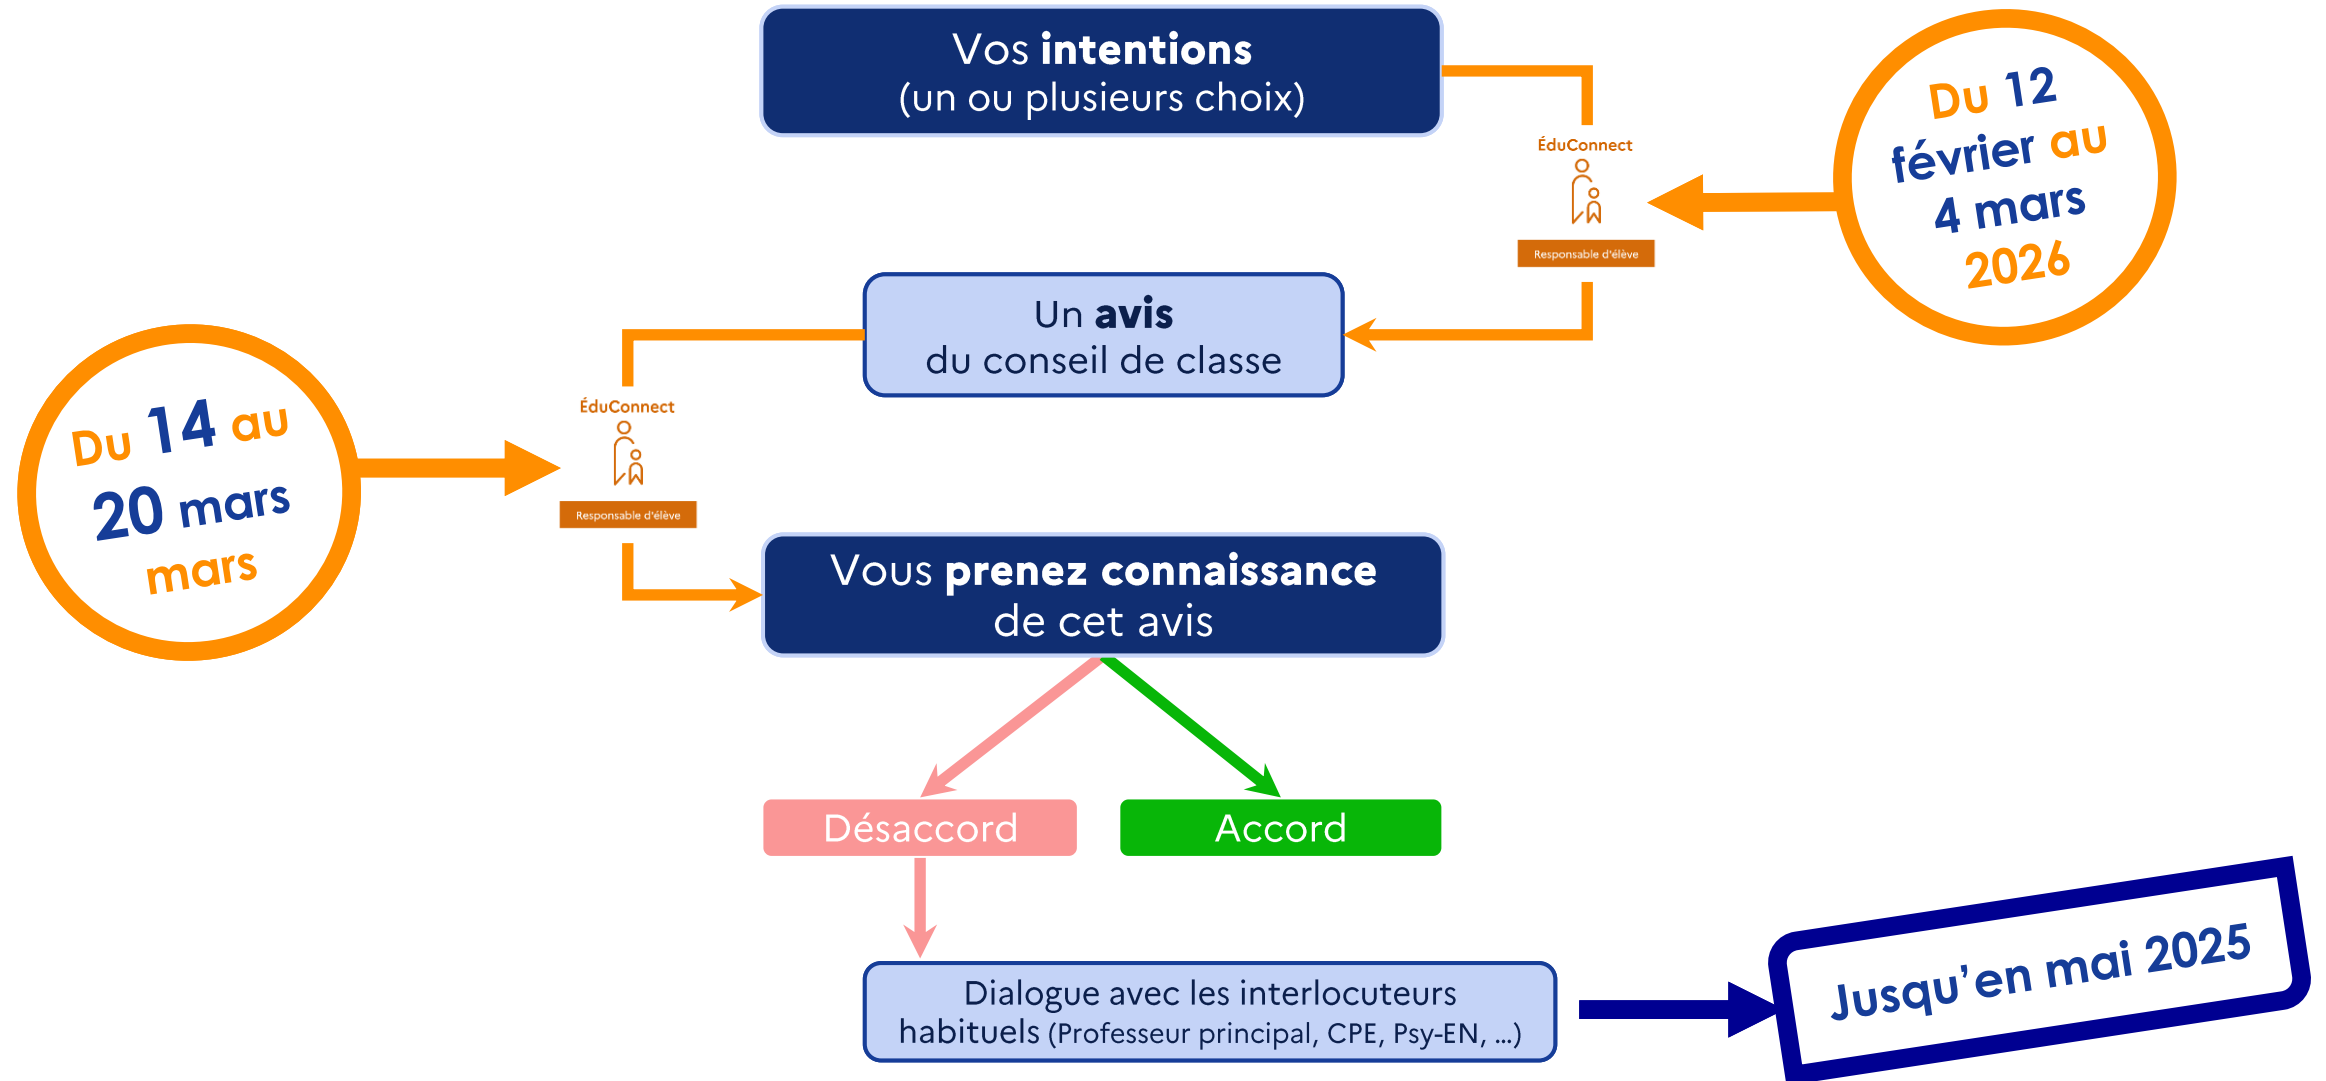 Vos intentions
(un ou plusieurs choix)
Du 12
février au
4 mars
2026
ÉduConnect
Responsable d'élève
Un avis
du conseil de classe
Du 14 au
20 mars
mars
ÉduConnect
Responsable d'élève
Vous prenez connaissance
de cet avis
Désaccord
Accord
Dialogue avec les interlocuteurs
habituels (Professeur principal, CPE, Psy-EN, ...)
Jusqu'en mai 2025